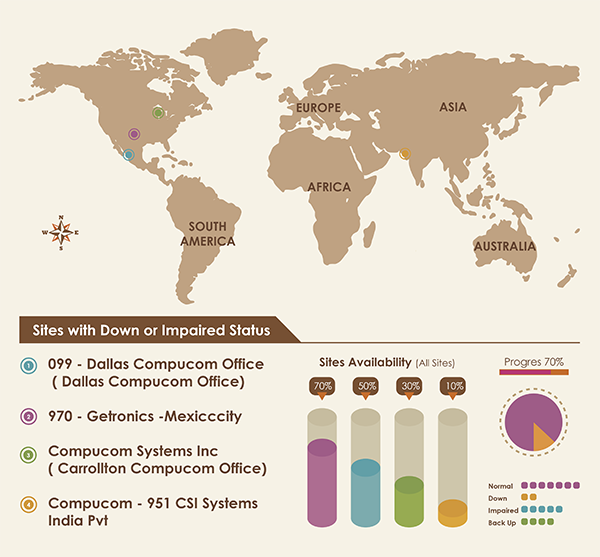 EUROPE
ASIA
AFRICA
SOUTH
AMERICA
AUSTRALIA
N
W E
S
Sites with Down or Impaired Status
1 099 - Dallas Compucom Office
( Dallas Compucom Office)
2 970 - Getronics -Mexicccity
3 Compucom Systems Inc
( Carrollton Compucom Office)
4 Compucom - 951 CSI Systems
India Pvt
Sites Availability (All Sites)
70% 50% 30% 10%
Progres 70%
Normal
Down
Impaired
Back Up